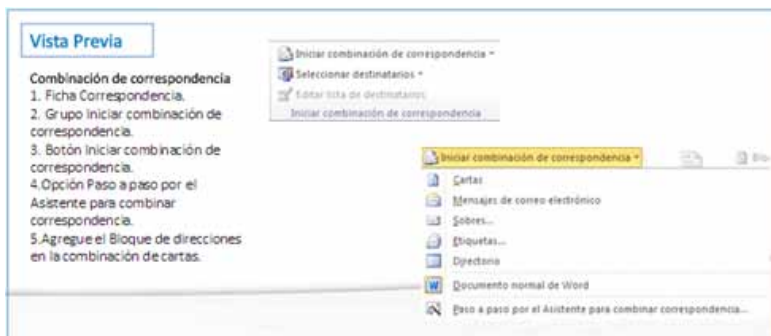 Vista Previa
Combinación de correspondencia
1. Ficha Correspondencia.
2. Grupo Iniciar combinación de
correspondencia.
3. Botón Iniciar combinación de
correspondencia.
4.Opción Paso a paso por el
Asistente para combinar
correspondencia.
5.Agregue el Bloque de direcciones
en la combinación de cartas.
Iniciar combinación de correspondencia
Seleccionar destinatarios
Editar lista de destinatarios
Iniciar combinación de correspondencia
Iniciar combinación de correspondencia
Cartas
Mensajes de correo electrónico
Sobres...
Etiquetas...
Directorio
Documento normal de Word
Paso a paso por el Asistente para combinar correspondencia...